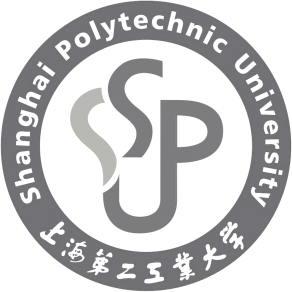 Shanghai Polytechnic University
SSPU
上海第二工业大学